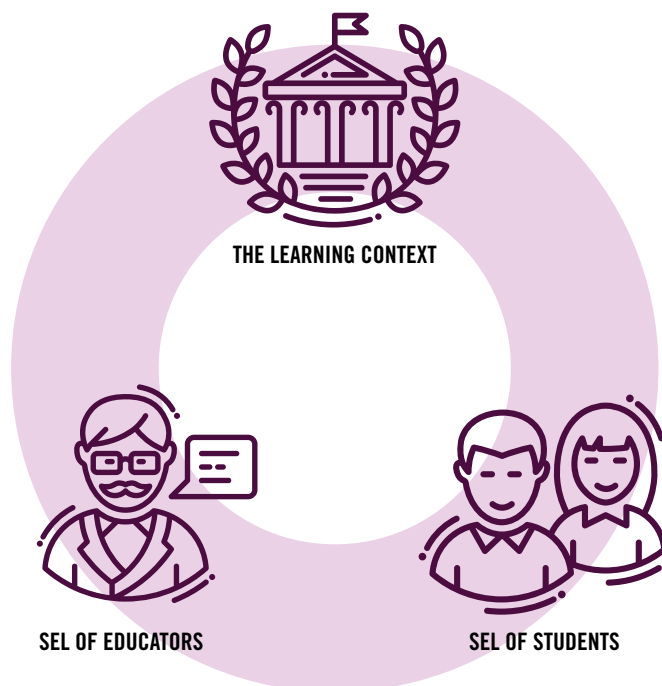 THE LEARNING CONTEXT
SEL OF EDUCATORS
SEL OF STUDENTS